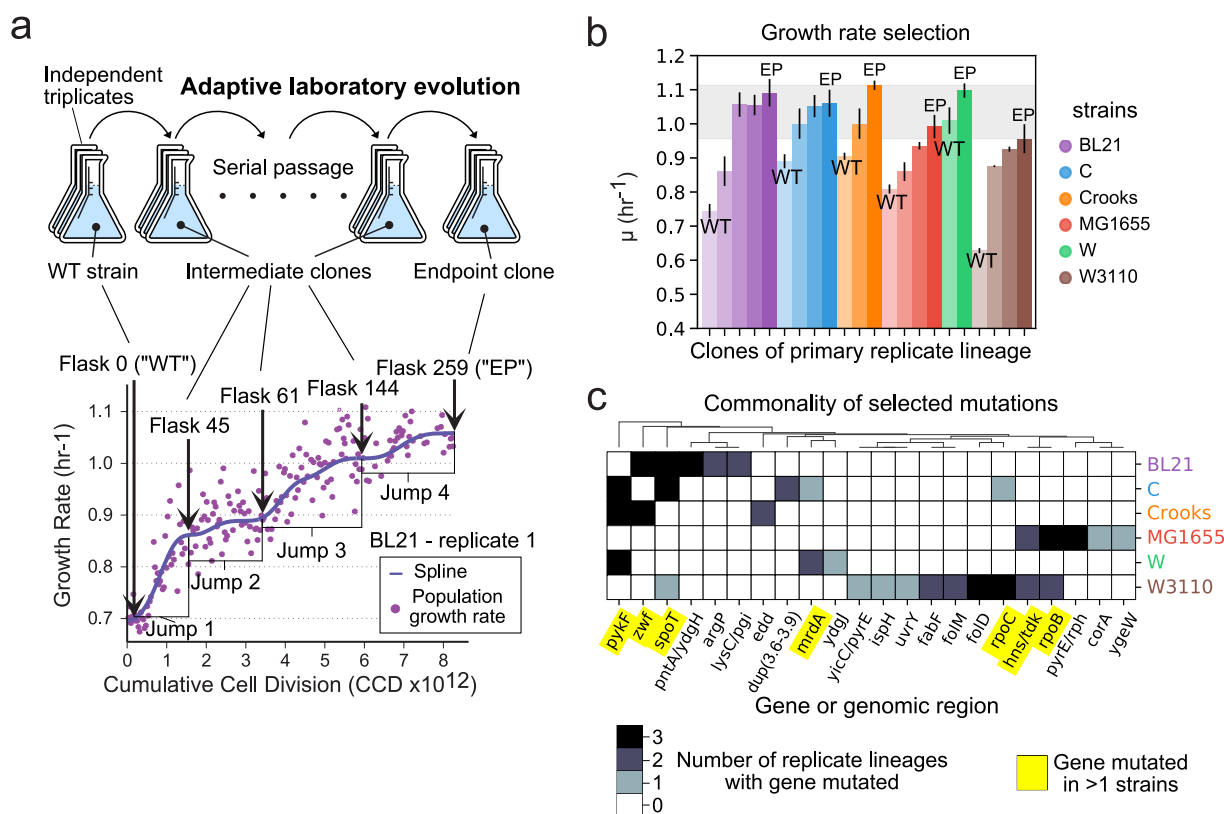 a
Independent
triplicates
Adaptive laboratory evolution
Serial passage
WT strain
Intermediate clones
Endpoint clone
Flask 0 ("WT")
Flask 45
Flask 61
Flask 144
Flask 259 ("EP")
Growth Rate (hr-1)
1.1
1.0
0.9
0.8
0.7
Jump 1
Jump 2
Jump 3
Jump 4
BL21 - replicate 1
Spline
Population
growth rate
0 1 2 3 4 5 6 7 8
Cumulative Cell Division (CCD x10^12)
b
Growth rate selection
μ (hr^-1)
1.2
1.1
1.0
0.9
0.8
0.7
0.6
0.5
0.4
WT EP
WT EP
WT EP
WT EP
WT EP
WT EP
Clones of primary replicate lineage
strains
BL21
C
Crooks
MG1655
W
W3110
c
Commonality of selected mutations
BL21
C
Crooks
MG1655
W
W3110
pykF
zwf
spoT
pntA/ydgH
argP
lysC/pgi
edd
dup(3.6-3.9)
mrdA
ydgJ
yicC/pyrE
ispH
uvrY
fabF
folM
folD
rpoC
hns/tdk
rpoB
pyrE/rph
corA
ygeW
Gene or genomic region
3
2
1
0
Number of replicate lineages
with gene mutated
Gene mutated
in >1 strains